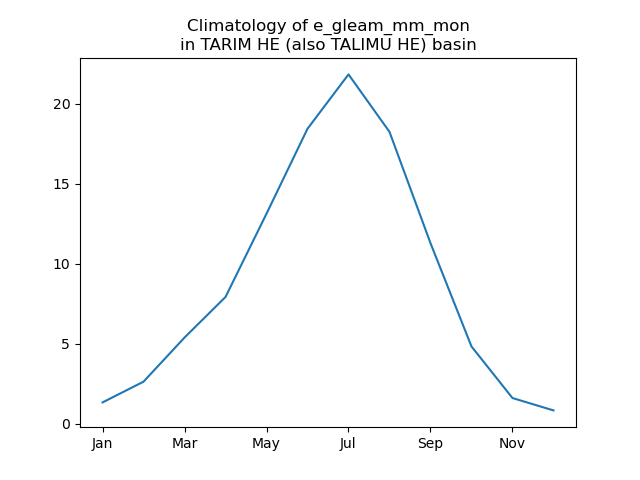 Climatology of e_gleam_mm_mon
in TARIM HE (also TALIMU HE) basin
20
15
10
5
0
Jan Mar May Jul Sep Nov